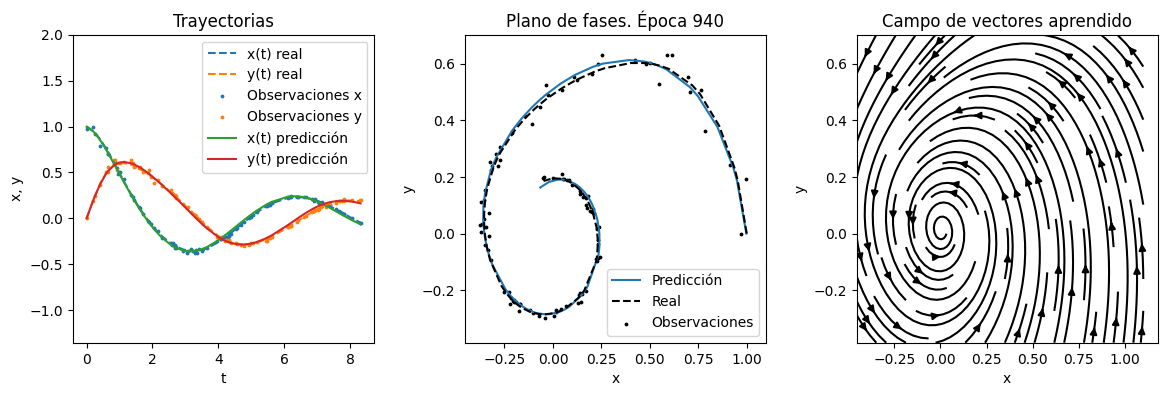 Trayectorias
2.0
1.5
1.0
0.5
0.0
−0.5
−1.0
x, y
0
2
4
6
8
t
x(t) real
y(t) real
Observaciones x
Observaciones y
x(t) predicción
y(t) predicción
Plano de fases. Época 940
0.6
0.4
0.2
0.0
−0.2
y
−0.25
0.00
0.25
0.50
0.75
1.00
x
Predicción
Real
Observaciones
Campo de vectores aprendido
0.6
0.4
0.2
0.0
−0.2
y
−0.25
0.00
0.25
0.50
0.75
1.00
x